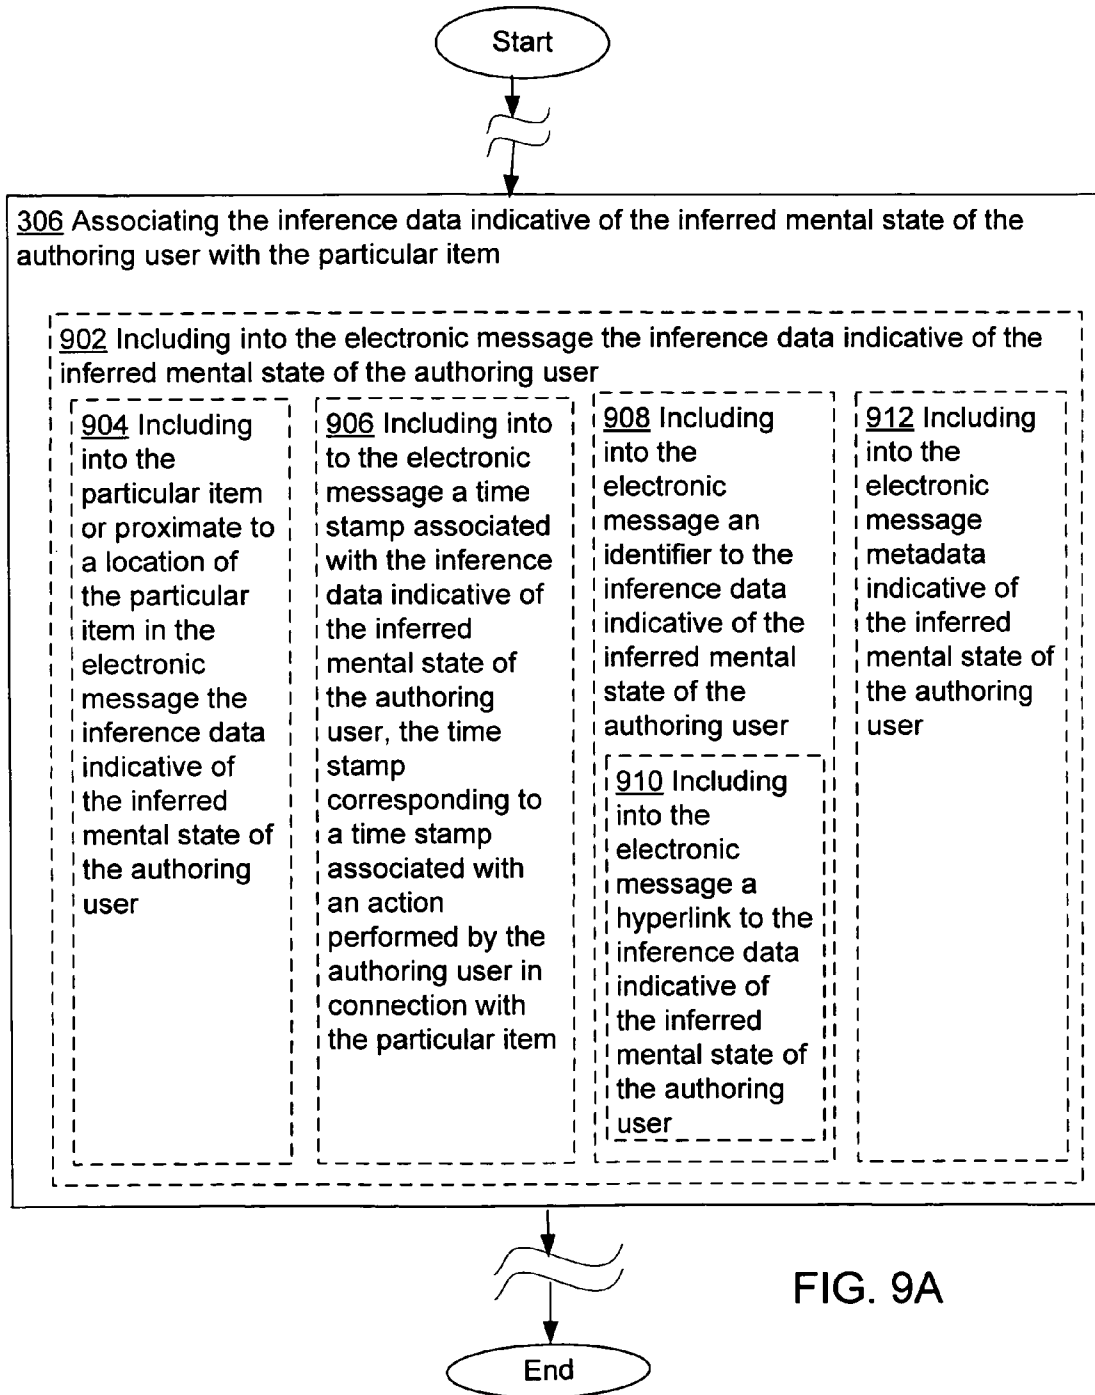 Start
306 Associating the inference data indicative of the inferred mental state of the
authoring user with the particular item
902 Including into the electronic message the inference data indicative of the
inferred mental state of the authoring user
904 Including
into the
particular item
or proximate to
a location of
the particular
item in the
electronic
message the
inference data
indicative of
the inferred
mental state of
the authoring
user
906 Including into
to the electronic
message a time
stamp associated
with the inference
data indicative of
the inferred
mental state of
the authoring
user, the time
stamp
corresponding to
a time stamp
associated with
an action
performed by the
authoring user in
connection with
the particular item
908 Including
into the
electronic
message an
identifier to the
inference data
indicative of the
inferred mental
state of the
authoring user
910 Including
into the
electronic
message a
hyperlink to the
inference data
indicative of
the inferred
mental state of
the authoring
user
912 Including
into the
electronic
message
metadata
indicative of
the inferred
mental state of
the authoring
user
FIG. 9A
End